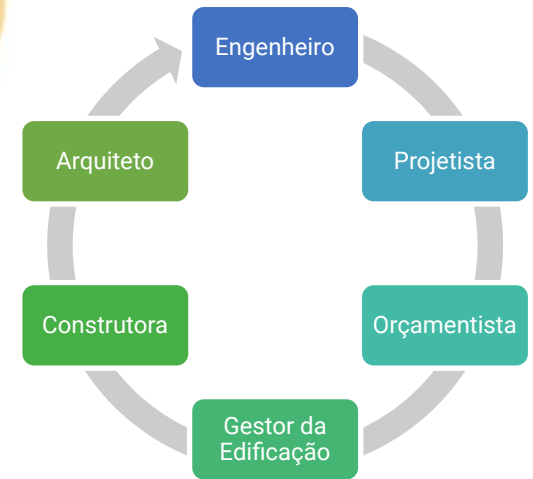 Engenheiro
Projetista
Orçamentista
Gestor da
Edificação
Construtora
Arquiteto